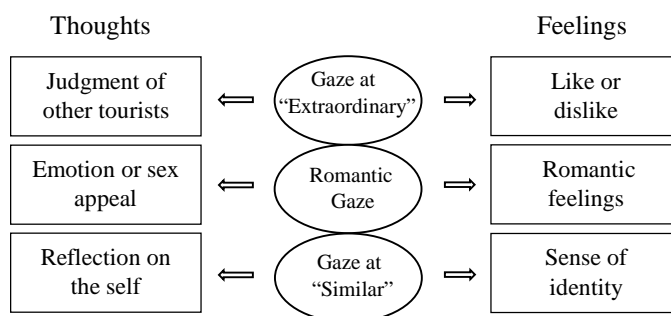 Thoughts
Feelings
Judgment of
other tourists
Gaze at
“Extraordinary”
Like or
dislike
Emotion or sex
appeal
Romantic
Gaze
Romantic
feelings
Reflection on
the self
Gaze at
“Similar”
Sense of
identity